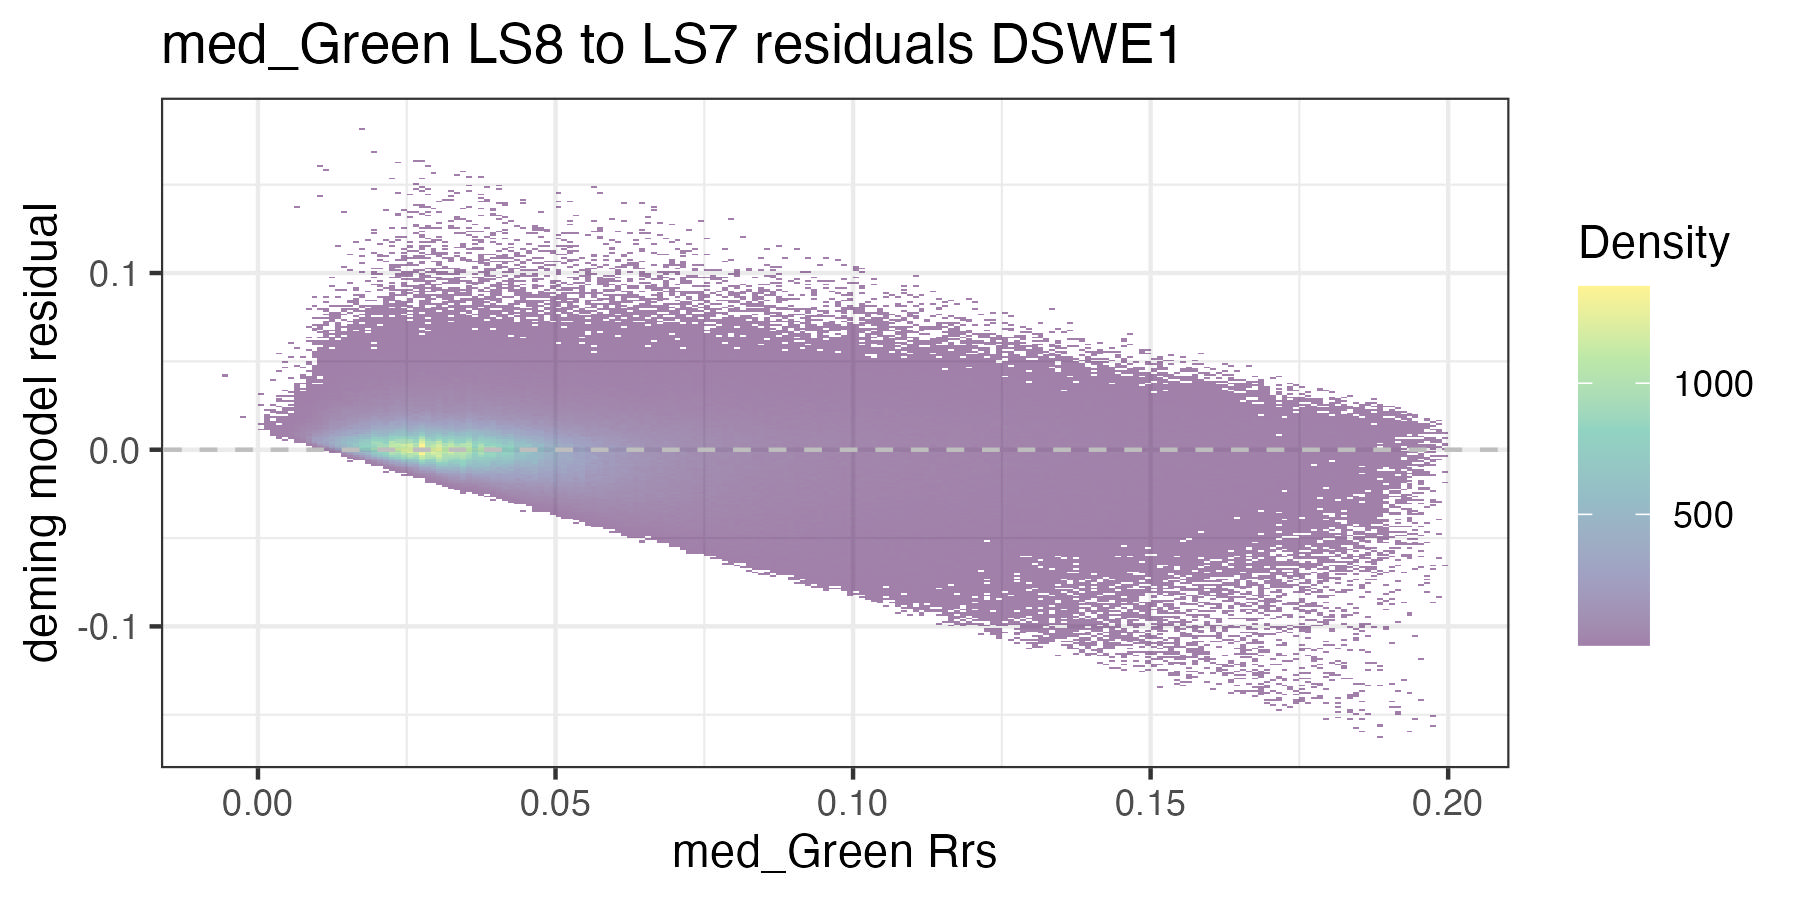 med_Green LS8 to LS7 residuals DSWE1
deming model residual
0.1
0.0
-0.1
0.00 0.05 0.10 0.15 0.20
med_Green Rrs
Density
1000
500